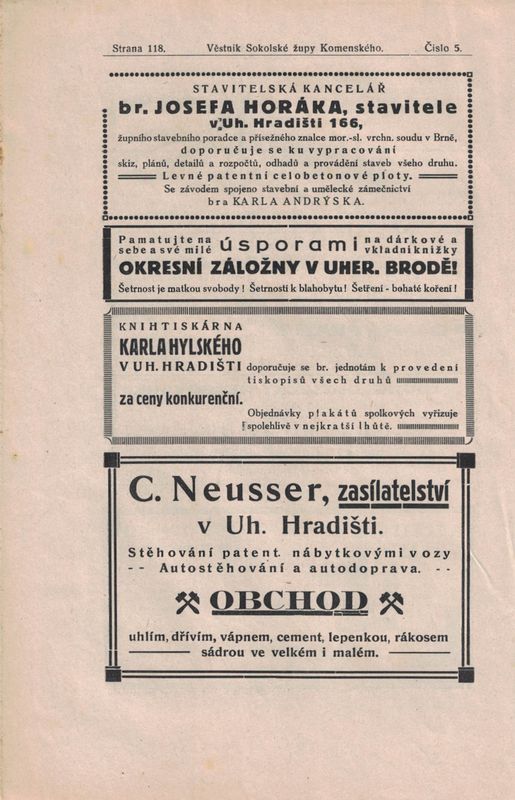 Strana 118. Věstník Sokolské župy Komenského. Číslo 5.
STAVITELSKÁ KANCELÁŘ
br. JOSEFA HORÁKA, stavitele
v Uh. Hradišti 166,
župního stavebního poradce a přísežného znalce mor.-sl. vrchn. soudu v Brně,
doporučuje se ku vypracování
skiz, plánů, detailů a rozpočtů, odhadů a provádění staveb všeho druhu.
Levné patentní celobetonové ploty.
Se závodem spojeno stavební a umělecké zámečnictví
bra KARLA ANDRÝSKA.
Pamatujte na sebe a své milé úsporami na dárkové a vkladní knížky
OKRESNÍ ZÁLOŽNY V UHER. BRODĚ!
Šetrnost je matkou svobody! Šetrností k blahobytu! Šetření - bohaté koření!
KNIHTISKÁRNA
KARLA HYLSKÉHO
V UH. HRADIŠTI doporučuje se br. jednotám k provedení
tiskopisů všech druhů
za ceny konkurenční.
Objednávky plakátů spolkových vyřizuje
spolehlivě v nejkratší lhůtě.
C. Neusser, zasílatelství
v Uh. Hradišti.
Stěhování patent. nábytkovými vozy
-- Autostěhování a autodoprava. --
OBCHOD
uhlím, dřívím, vápnem, cement, lepenkou, rákosem
sádrou ve velkém i malém.